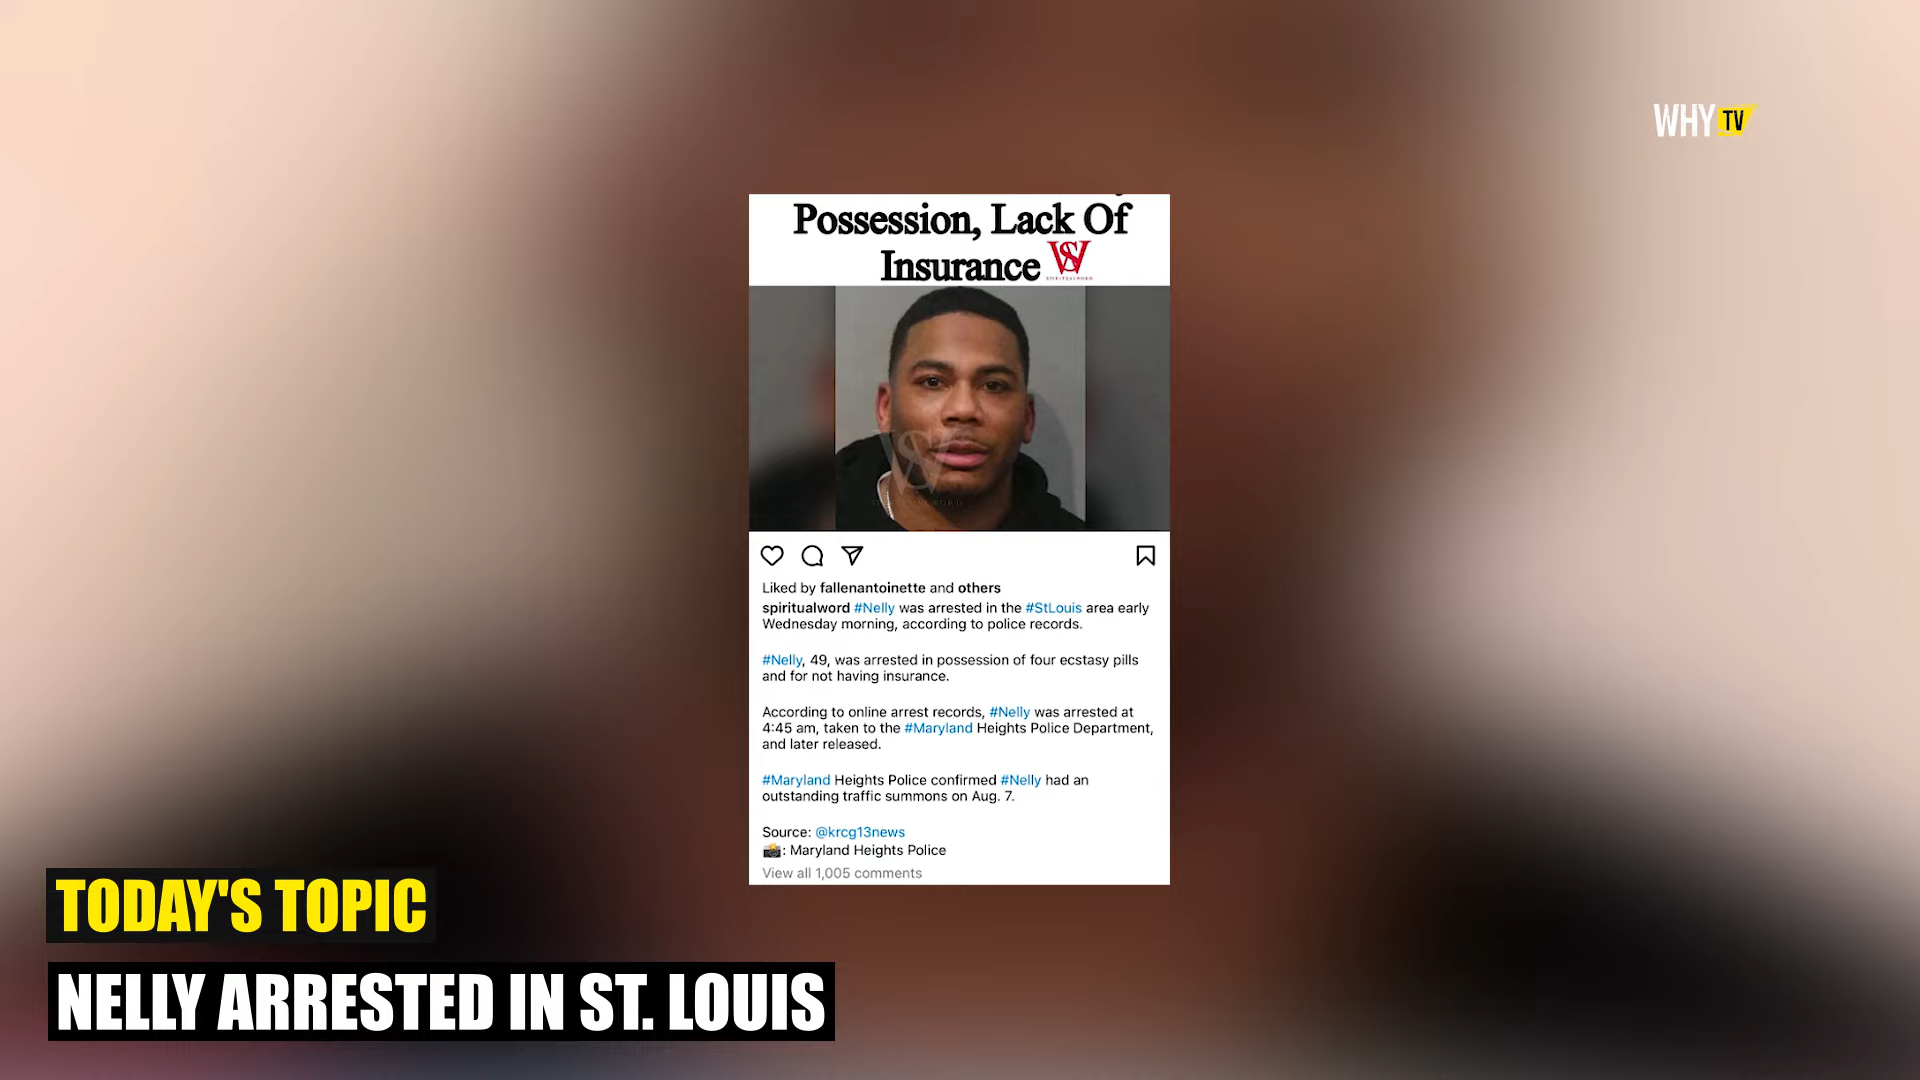 WHY TV
Possession, Lack Of
Insurance
SPIRITUALWORD
Liked by fallenantoinette and others
spiritualword #Nelly was arrested in the #StLouis area early
Wednesday morning, according to police records.
#Nelly, 49, was arrested in possession of four ecstasy pills
and for not having insurance.
According to online arrest records, #Nelly was arrested at
4:45 am, taken to the #Maryland Heights Police Department,
and later released.
#Maryland Heights Police confirmed #Nelly had an
outstanding traffic summons on Aug. 7.
Source: @krcg13news
📸: Maryland Heights Police
View all 1,005 comments
TODAY'S TOPIC
NELLY ARRESTED IN ST. LOUIS